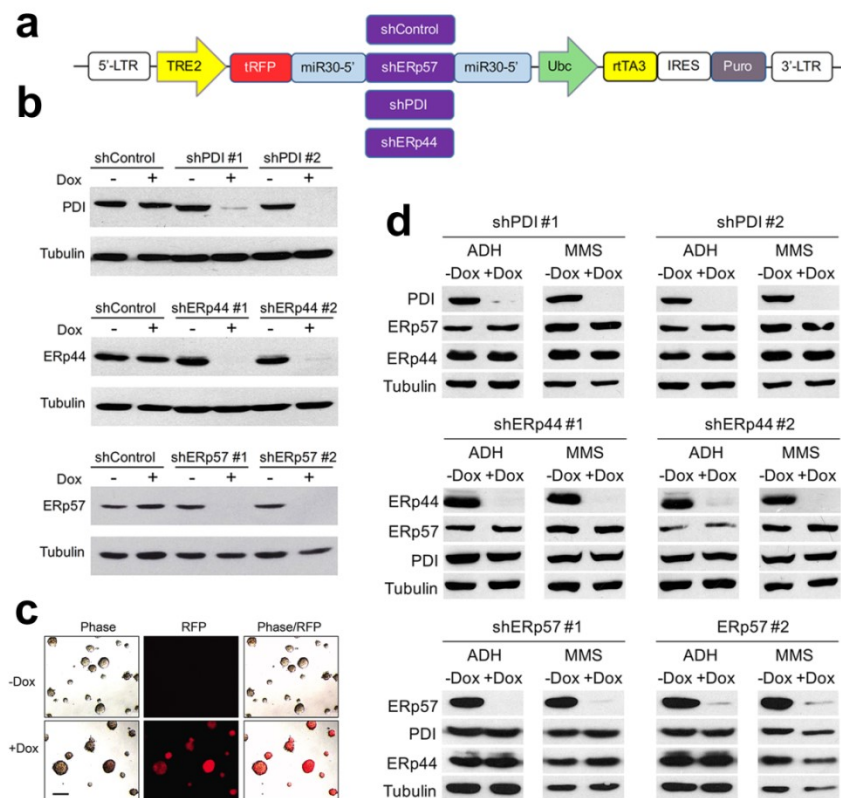 a
shControl
5'-LTR TRE2 tRFP miR30-5' shERp57 miR30-5' Ubc rtTA3 IRES Puro 3'-LTR
shPDI
shERp44
b
shControl shPDI #1 shPDI #2
Dox - + - + - +
PDI
Tubulin
shControl shERp44 #1 shERp44 #2
Dox - + - + - +
ERp44
Tubulin
shControl shERp57 #1 shERp57 #2
Dox - + - + - +
ERp57
Tubulin
c
Phase RFP Phase/RFP
-Dox
+Dox
d
shPDI #1 shPDI #2
ADH MMS ADH MMS
-Dox +Dox -Dox +Dox -Dox +Dox -Dox +Dox
PDI
ERp57
ERp44
Tubulin
shERp44 #1 shERp44 #2
ADH MMS ADH MMS
-Dox +Dox -Dox +Dox -Dox +Dox -Dox +Dox
ERp44
ERp57
PDI
Tubulin
shERp57 #1 ERp57 #2
ADH MMS ADH MMS
-Dox +Dox -Dox +Dox -Dox +Dox -Dox +Dox
ERp57
PDI
ERp44
Tubulin